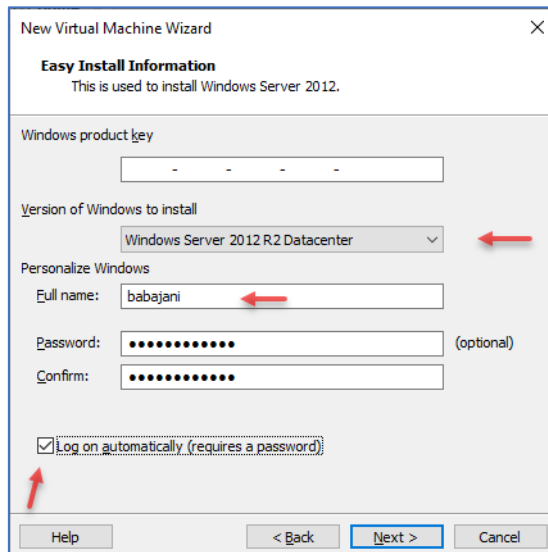 New Virtual Machine Wizard
Easy Install Information
This is used to install Windows Server 2012.
Windows product key
- - - -
Version of Windows to install
Windows Server 2012 R2 Datacenter
Personalize Windows
Full name: babajani
Password: ●●●●●●●●●●●● (optional)
Confirm: ●●●●●●●●●●●●
Log on automatically (requires a password)
Help < Back Next > Cancel